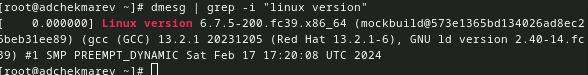 [root@adchekmarev ~]# dmesg | grep -i "linux version"
[    0.000000] Linux version 6.7.5-200.fc39.x86_64 (mockbuild@573e1365bd134026ad8ec2
6beb31ee89) (gcc (GCC) 13.2.1 20231205 (Red Hat 13.2.1-6), GNU ld version 2.40-14.fc
39) #1 SMP PREEMPT_DYNAMIC Sat Feb 17 17:20:08 UTC 2024
[root@adchekmarev ~]#